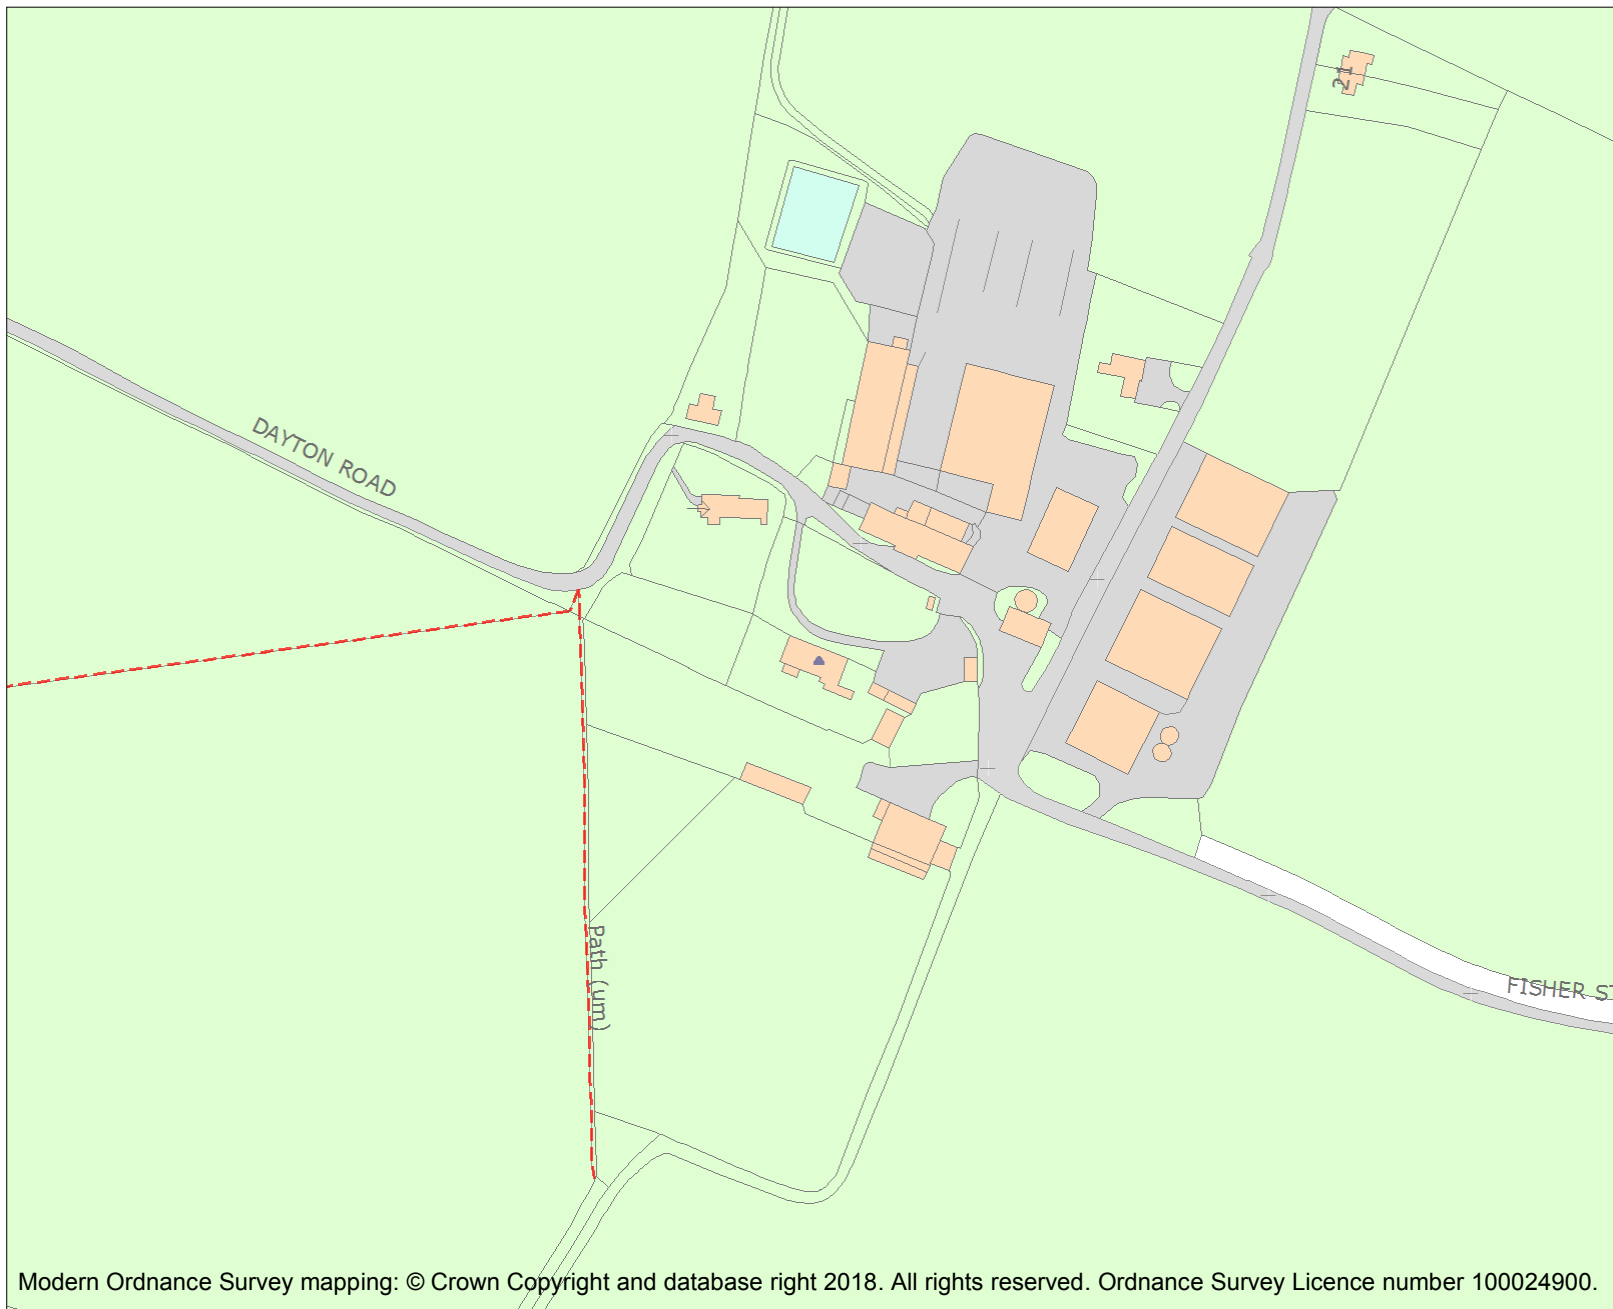 21
DAYTON ROAD
Path (um)
FISHER ST
Modern Ordnance Survey mapping: © Crown Copyright and database right 2018. All rights reserved. Ordnance Survey Licence number 100024900.